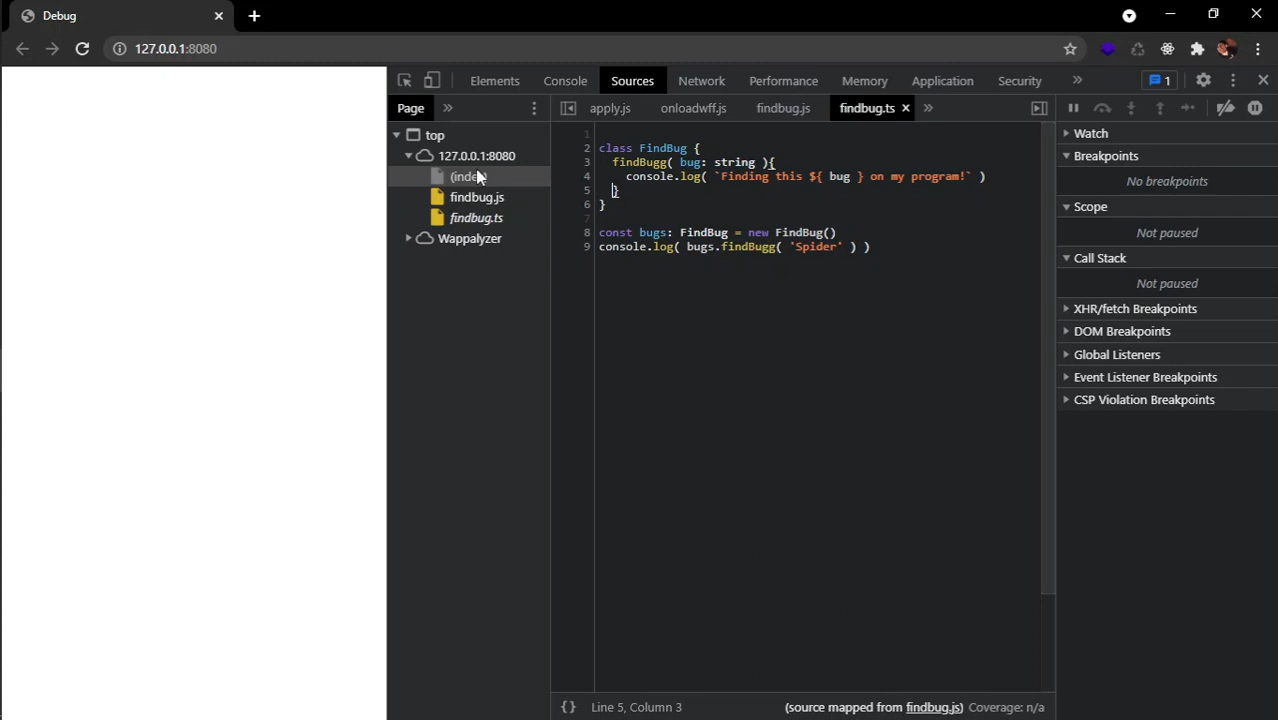 Debug
127.0.0.1:8080
Elements
Console
Sources
Network
Performance
Memory
Application
Security
»
1
Page
»
apply.js
onloadwff.js
findbug.js
findbug.ts
»
top
127.0.0.1:8080
findbug.js
findbug.ts
Wappalyzer
1
2 class FindBug {
3 findBugg( bug: string ){
4 console.log( `Finding this ${ bug } on my program!` )
5 }
6 }
7
8 const bugs: FindBug = new FindBug()
9 console.log( bugs.findBugg( 'Spider' ) )
Watch
Breakpoints
No breakpoints
Scope
Not paused
Call Stack
Not paused
XHR/fetch Breakpoints
DOM Breakpoints
Global Listeners
Event Listener Breakpoints
CSP Violation Breakpoints
{ } Line 5, Column 3
(source mapped from findbug.js) Coverage: n/a